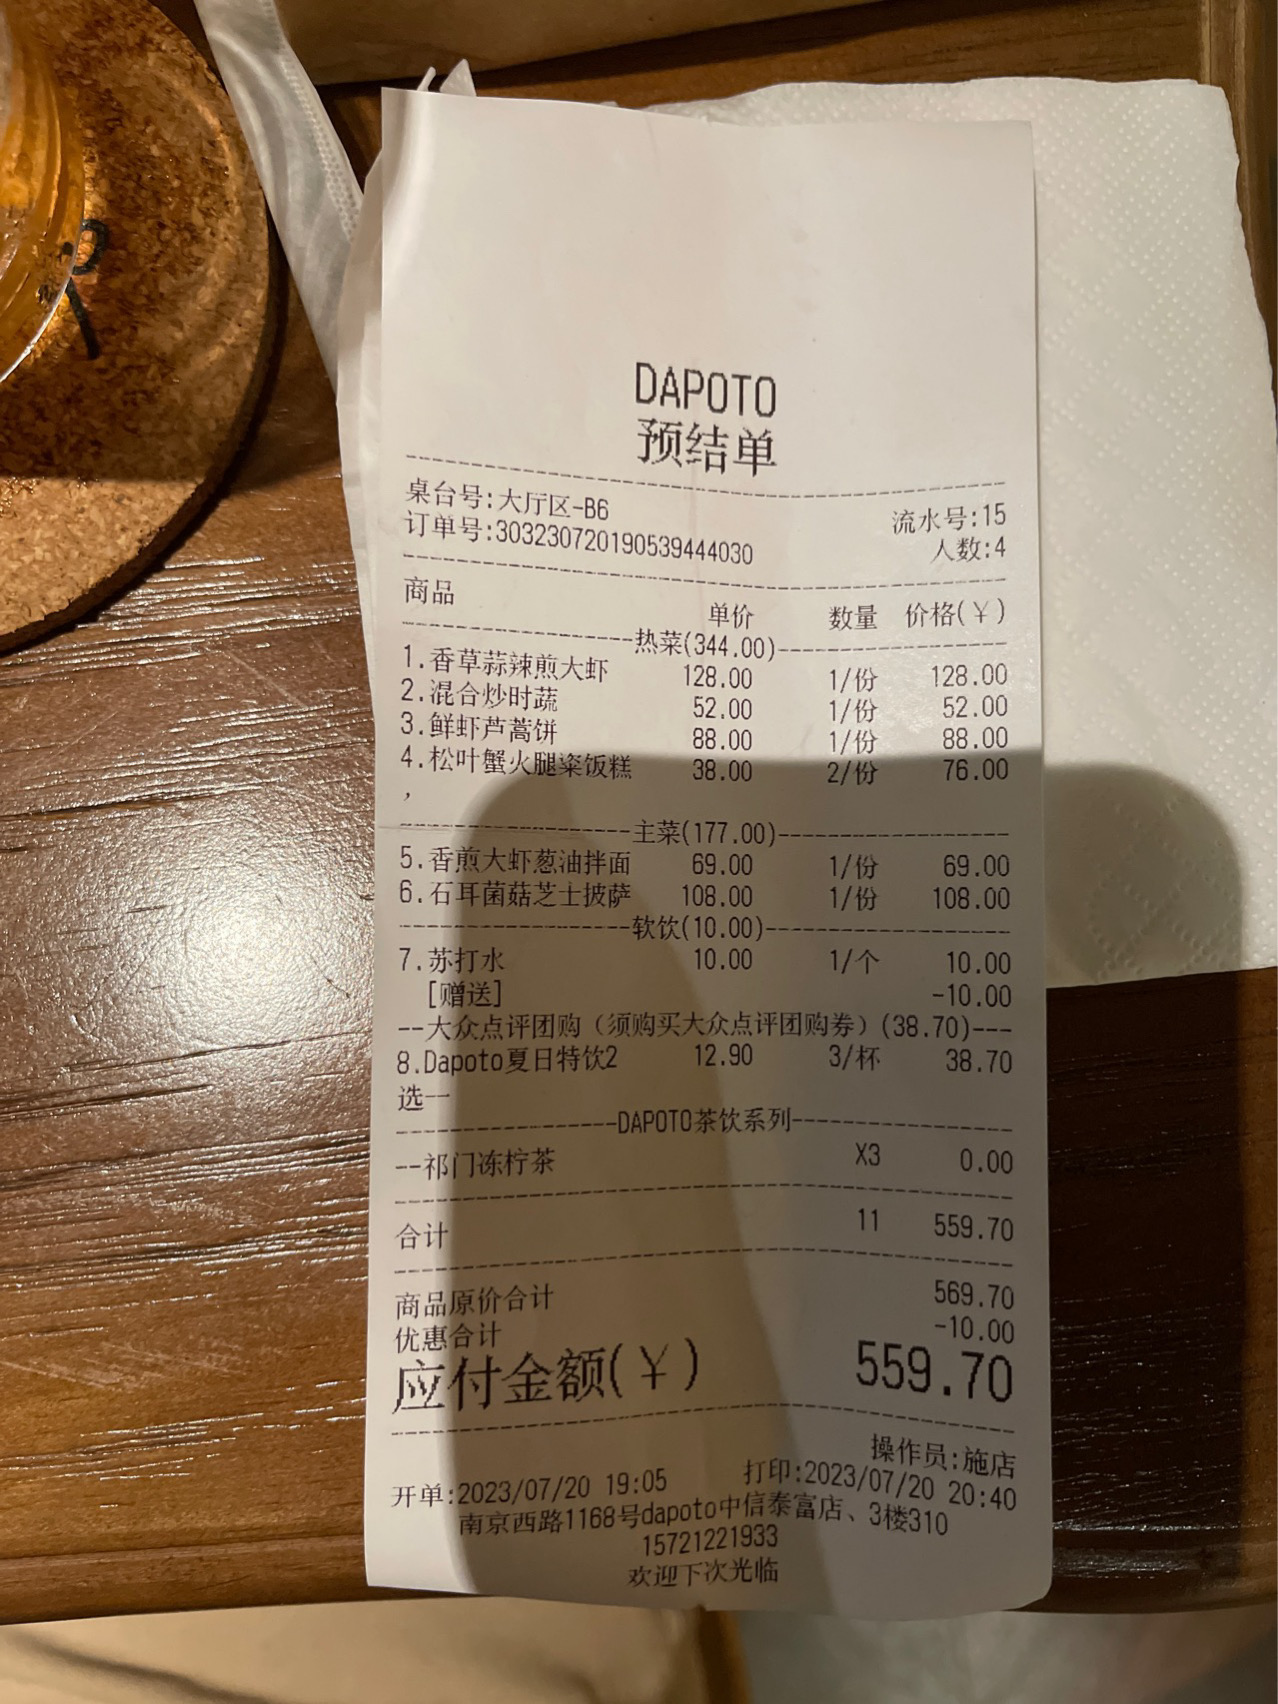 DAPOTO
预结单
桌台号:大厅区-B6 流水号:15
订单号:303230720190539444030 人数:4
商品 单价 数量 价格(¥)
热菜(344.00)
1.香草蒜辣煎大虾 128.00 1/份 128.00
2.混合炒时蔬 52.00 1/份 52.00
3.鲜虾芦蒿饼 88.00 1/份 88.00
4.松叶蟹火腿粢饭糕 38.00 2/份 76.00
,
主菜(177.00)
5.香煎大虾葱油拌面 69.00 1/份 69.00
6.石耳菌菇芝士披萨 108.00 1/份 108.00
软饮(10.00)
7.苏打水 10.00 1/个 10.00
[赠送] -10.00
--大众点评团购（须购买大众点评团购券）(38.70)---
8.Dapoto夏日特饮2 12.90 3/杯 38.70
选一
DAPOTO茶饮系列
--祁门冻柠茶 X3 0.00
合计 11 559.70
商品原价合计 569.70
优惠合计 -10.00
应付金额(¥) 559.70
操作员:施店
开单:2023/07/20 19:05 打印:2023/07/20 20:40
南京西路1168号dapoto中信泰富店、3楼310
15721221933
欢迎下次光临